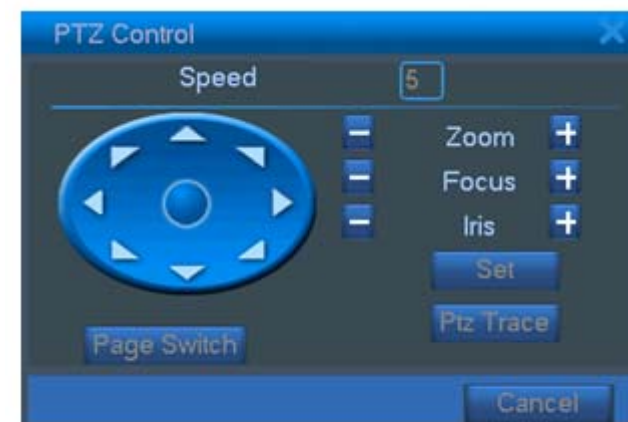 PTZ Control
Speed 5
- Zoom +
- Focus +
- Iris +
Set
Ptz Trace
Page Switch
Cancel